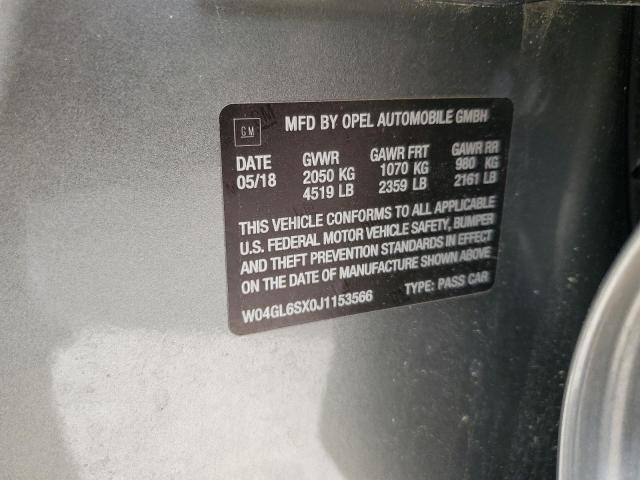 GM
MFD BY OPEL AUTOMOBILE GMBH
DATE GVWR GAWR FRT GAWR RR
05/18 2050 KG 1070 KG 980 KG
4519 LB 2359 LB 2161 LB
THIS VEHICLE CONFORMS TO ALL APPLICABLE
U.S. FEDERAL MOTOR VEHICLE SAFETY, BUMPER
AND THEFT PREVENTION STANDARDS IN EFFECT
ON THE DATE OF MANUFACTURE SHOWN ABOVE
W04GL6SX0J1153566 TYPE: PASS CAR